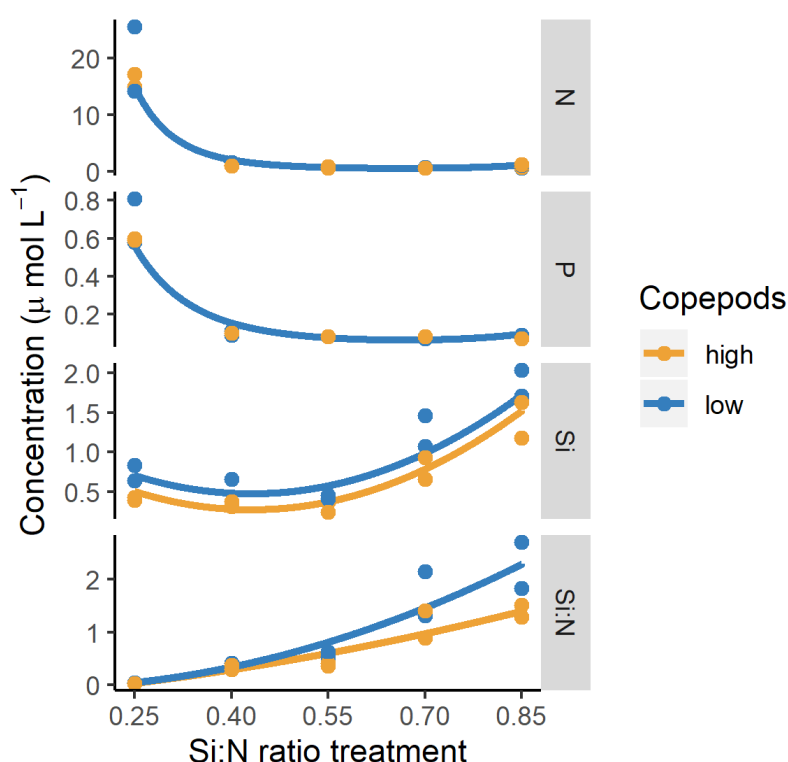 Concentration (μ mol L⁻¹)
20
10
0
N
0.8
0.6
0.4
0.2
P
2.0
1.5
1.0
0.5
Si
2
1
0
Si:N
0.25 0.40 0.55 0.70 0.85
Si:N ratio treatment
Copepods
high
low